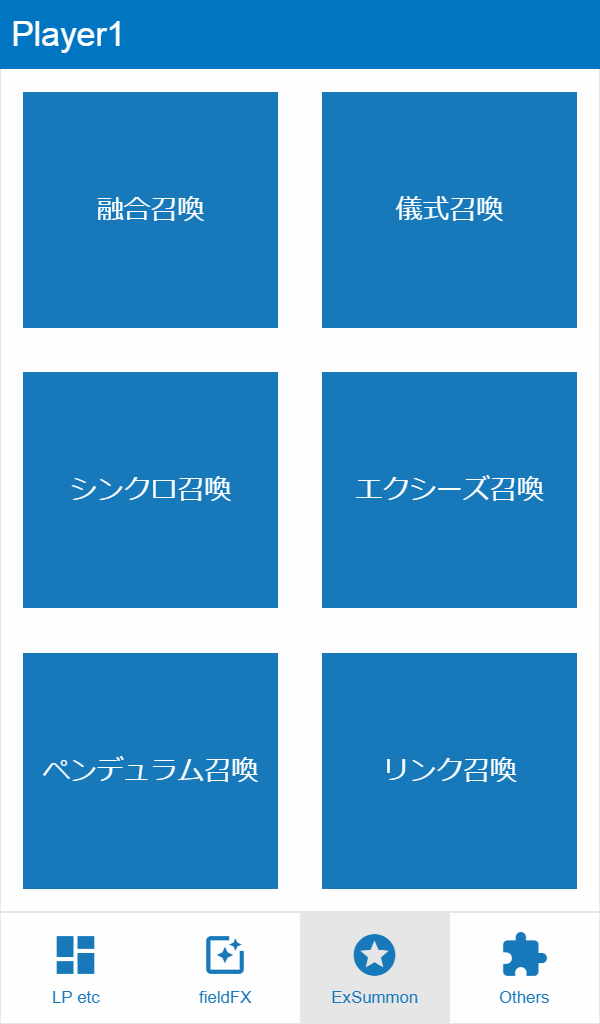 Player1
融合召喚
儀式召喚
シンクロ召喚
エクシーズ召喚
ペンデュラム召喚
リンク召喚
LP etc
fieldFX
ExSummon
Others